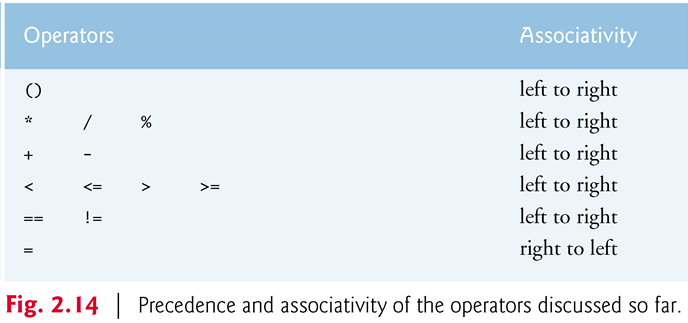 Operators Associativity
() left to right
* / % left to right
+ - left to right
< <= > >= left to right
== != left to right
= right to left
Fig. 2.14 | Precedence and associativity of the operators discussed so far.